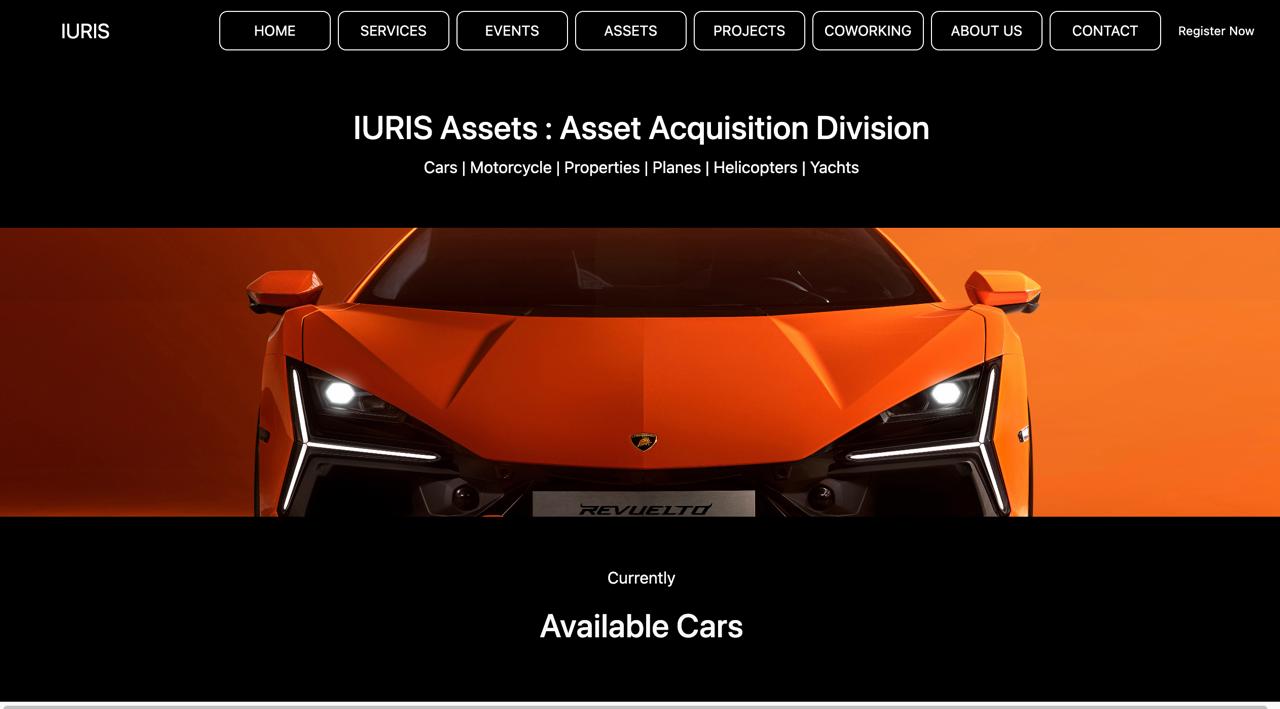 IURIS HOME SERVICES EVENTS ASSETS PROJECTS COWORKING ABOUT US CONTACT Register Now
IURIS Assets : Asset Acquisition Division
Cars | Motorcycle | Properties | Planes | Helicopters | Yachts
REVUELTO
Currently
Available Cars